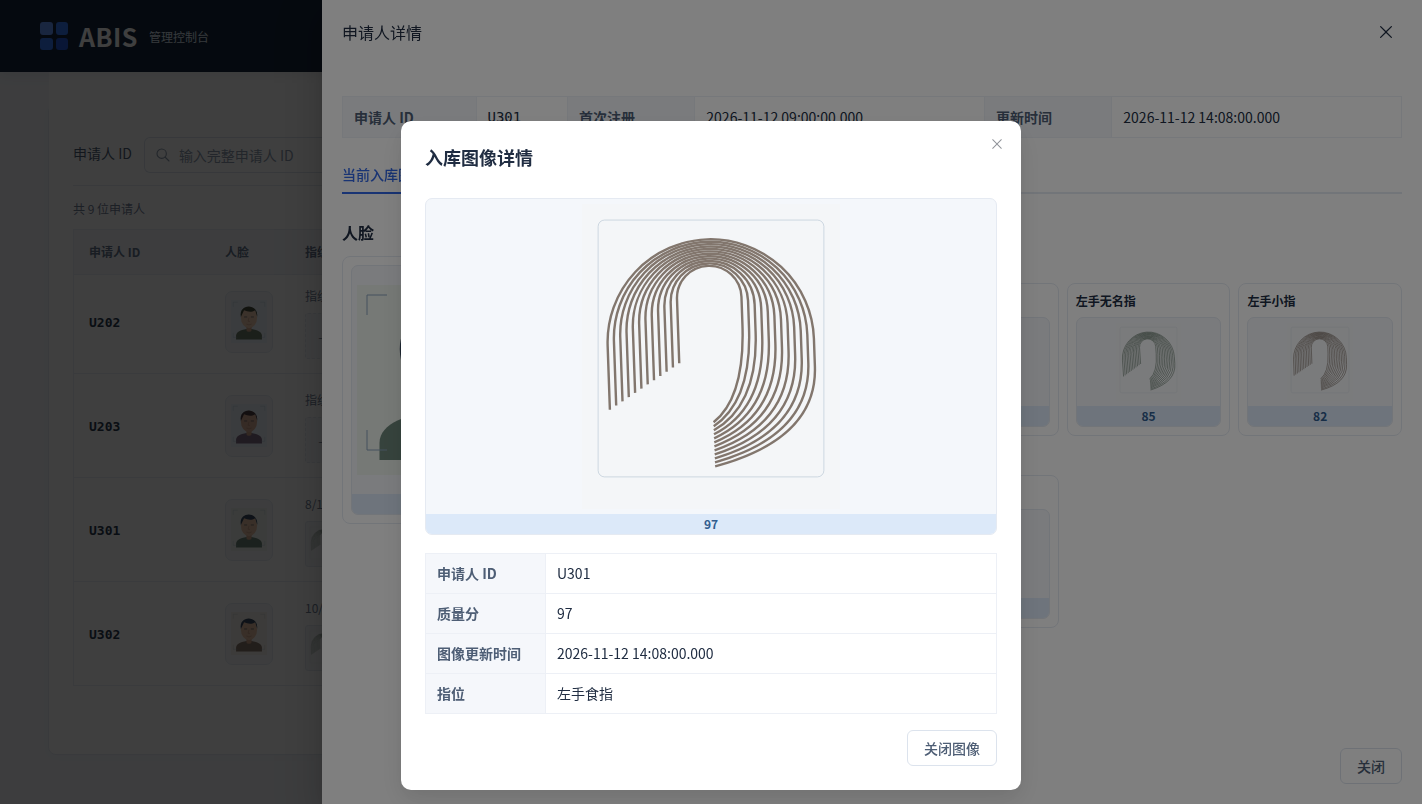 ABIS 管理控制台
申请人详情
申请人 ID U301 首次注册 2026-11-12 09:00:00.000 更新时间 2026-11-12 14:08:00.000
申请人 ID 输入完整申请人 ID
共 9 位申请人
申请人 ID 人脸
U202
U203
U301 8/1
U302 10/
人脸
左手无名指
85
左手小指
82
入库图像详情
97
申请人 ID U301
质量分 97
图像更新时间 2026-11-12 14:08:00.000
指位 左手食指
关闭图像
关闭